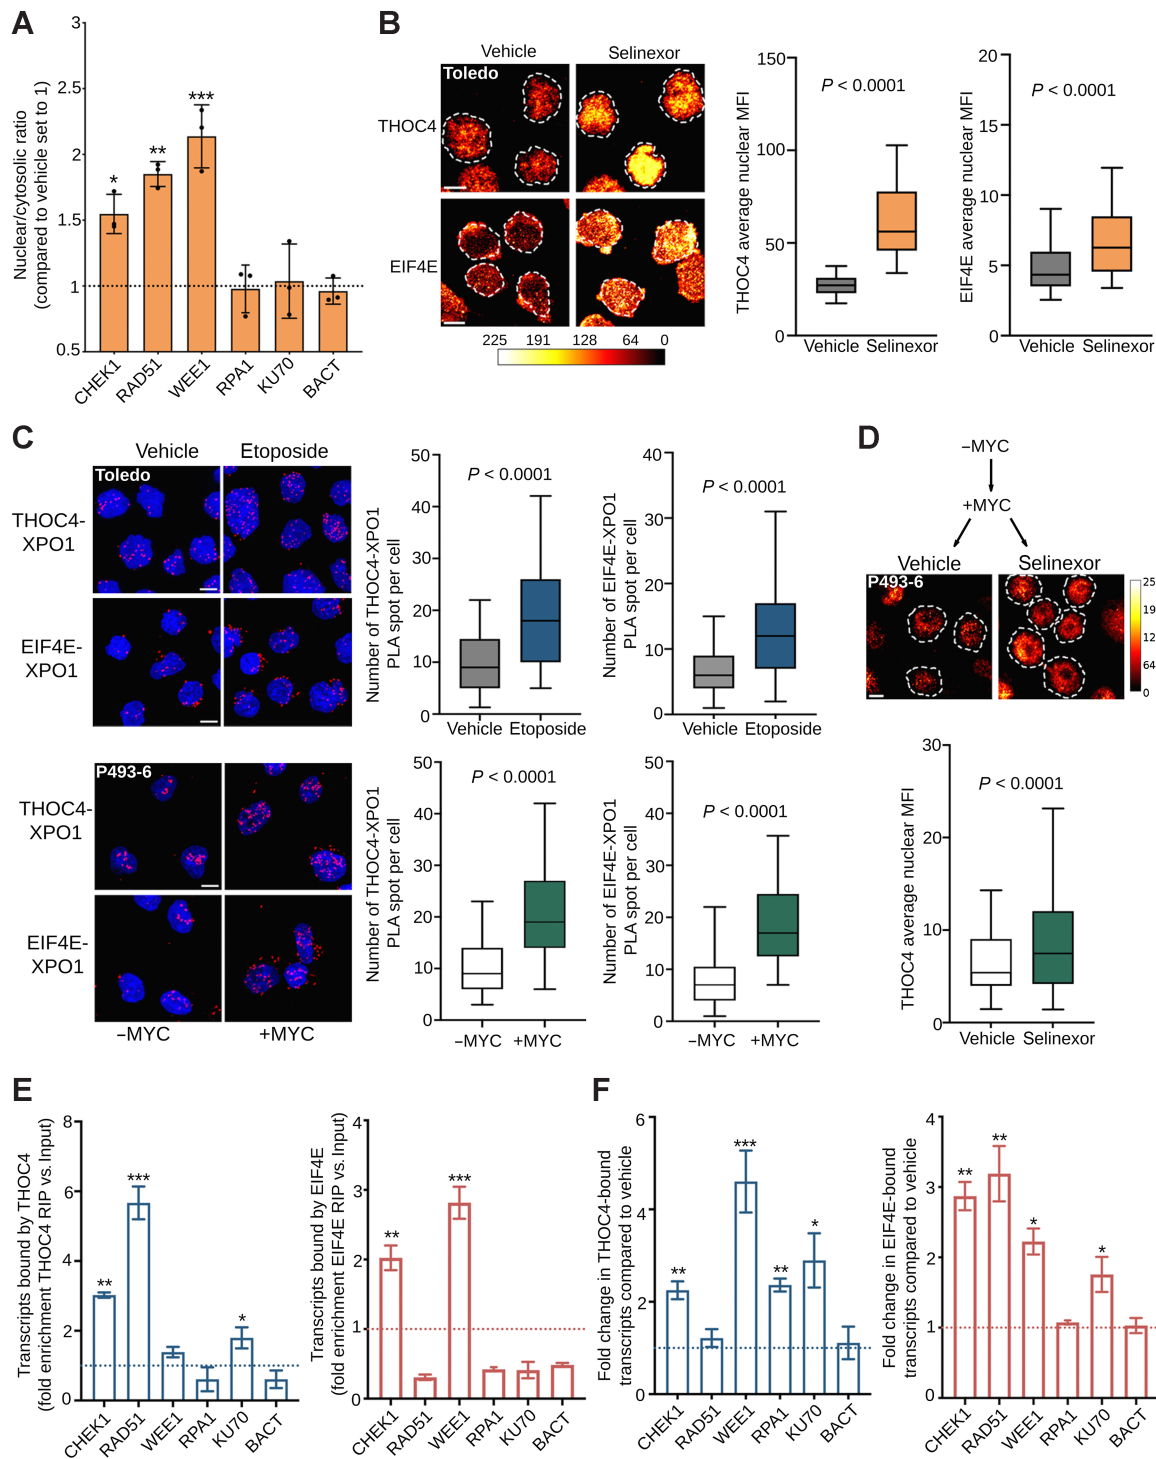 A
Nuclear/cytosolic ratio
(compared to vehicle set to 1)
3
2.5
2
1.5
1
0.5
*
**
***
CHEK1
RAD51
WEE1
RPA1
KU70
BACT
B
Vehicle
Selinexor
Toledo
THOC4
EIF4E
225
191
128
64
0
THOC4 average nuclear MFI
150
100
50
0
P < 0.0001
Vehicle
Selinexor
EIF4E average nuclear MFI
20
15
10
5
0
P < 0.0001
Vehicle
Selinexor
C
Vehicle
Etoposide
Toledo
THOC4-
XPO1
EIF4E-
XPO1
Number of THOC4-XPO1
PLA spot per cell
50
40
30
20
10
0
P < 0.0001
Vehicle
Etoposide
Number of EIF4E-XPO1
PLA spot per cell
40
30
20
10
0
P < 0.0001
Vehicle
Etoposide
P493-6
THOC4-
XPO1
EIF4E-
XPO1
–MYC
+MYC
Number of THOC4-XPO1
PLA spot per cell
50
40
30
20
10
0
P < 0.0001
–MYC
+MYC
Number of EIF4E-XPO1
PLA spot per cell
50
40
30
20
10
0
P < 0.0001
–MYC
+MYC
D
–MYC
+MYC
Vehicle
Selinexor
P493-6
25
19
12
64
0
THOC4 average nuclear MFI
30
20
10
0
P < 0.0001
Vehicle
Selinexor
E
Transcripts bound by THOC4
(fold enrichment THOC4 RIP vs. Input)
8
6
4
2
0
**
***
*
CHEK1
RAD51
WEE1
RPA1
KU70
BACT
Transcripts bound by EIF4E
(fold enrichment EIF4E RIP vs. Input)
4
3
2
1
0
**
***
CHEK1
RAD51
WEE1
RPA1
KU70
BACT
F
Fold change in THOC4-bound
transcripts compared to vehicle
6
4
2
0
**
***
**
*
CHEK1
RAD51
WEE1
RPA1
KU70
BACT
Fold change in EIF4E-bound
transcripts compared to vehicle
4
3
2
1
0
**
**
*
*
CHEK1
RAD51
WEE1
RPA1
KU70
BACT